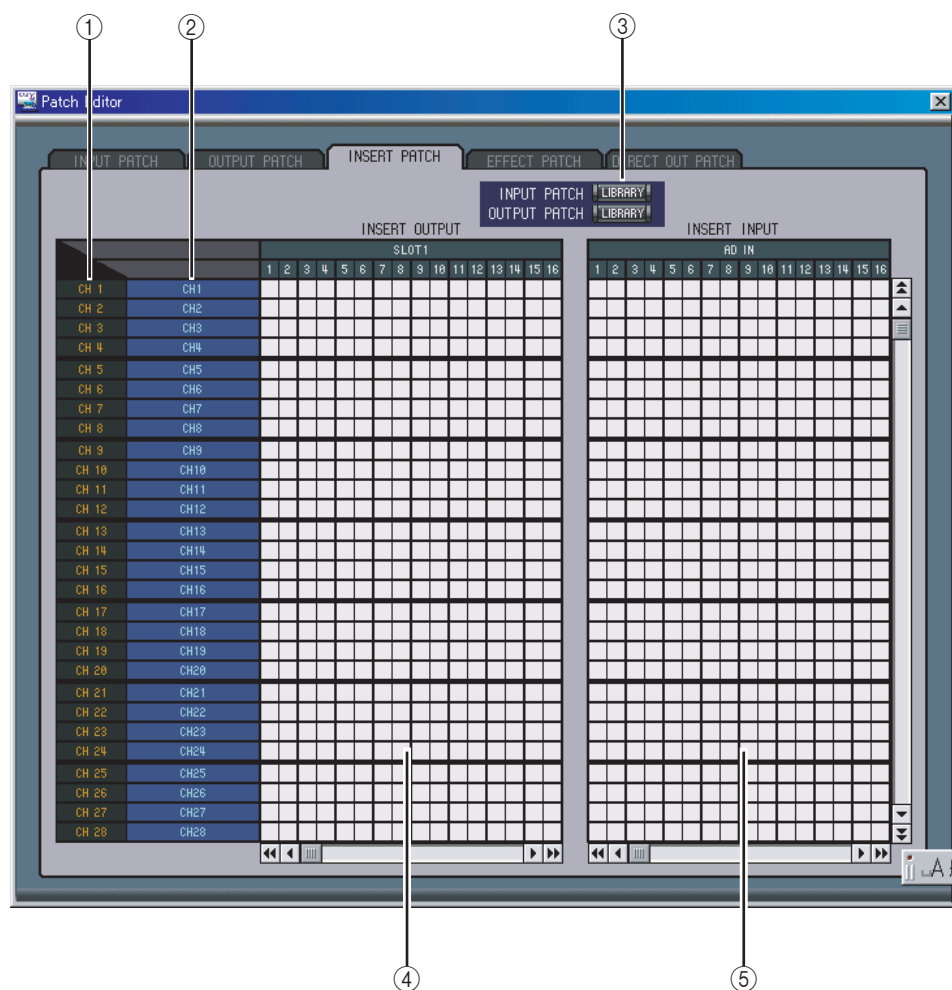 ① ② ③
Patch Editor
INPUT PATCH OUTPUT PATCH INSERT PATCH EFFECT PATCH DIRECT OUT PATCH
INPUT PATCH LIBRARY
OUTPUT PATCH LIBRARY
INSERT OUTPUT INSERT INPUT
SLOT1 AD IN
1 2 3 4 5 6 7 8 9 10 11 12 13 14 15 16 1 2 3 4 5 6 7 8 9 10 11 12 13 14 15 16
CH 1 CH1
CH 2 CH2
CH 3 CH3
CH 4 CH4
CH 5 CH5
CH 6 CH6
CH 7 CH7
CH 8 CH8
CH 9 CH9
CH 10 CH10
CH 11 CH11
CH 12 CH12
CH 13 CH13
CH 14 CH14
CH 15 CH15
CH 16 CH16
CH 17 CH17
CH 18 CH18
CH 19 CH19
CH 20 CH20
CH 21 CH21
CH 22 CH22
CH 23 CH23
CH 24 CH24
CH 25 CH25
CH 26 CH26
CH 27 CH27
CH 28 CH28
A
④ ⑤